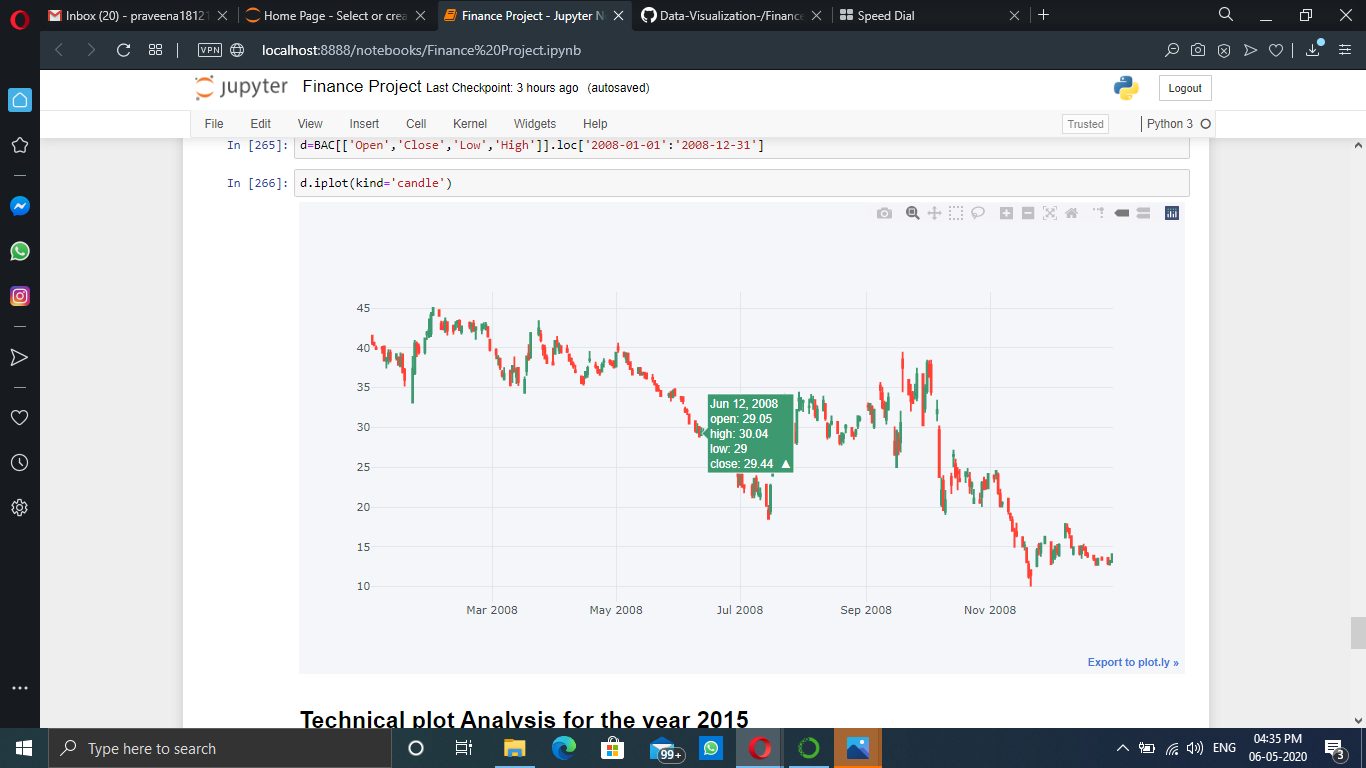 Inbox (20) - praveena18121
Home Page - Select or crea
Finance Project - Jupyter N
Data-Visualization-/Finance
Speed Dial
VPN
localhost:8888/notebooks/Finance%20Project.ipynb
jupyter Finance Project Last Checkpoint: 3 hours ago (autosaved)
Logout
File Edit View Insert Cell Kernel Widgets Help
Trusted
Python 3
In [265]: d=BAC[['Open','Close','Low','High']].loc['2008-01-01':'2008-12-31']
In [266]: d.iplot(kind='candle')
45
40
35
30
25
20
15
10
Jun 12, 2008
open: 29.05
high: 30.04
low: 29
close: 29.44 ▲
Mar 2008 May 2008 Jul 2008 Sep 2008 Nov 2008
Export to plot.ly »
Technical plot Analysis for the year 2015
Type here to search
99+
ENG
04:35 PM
06-05-2020
3